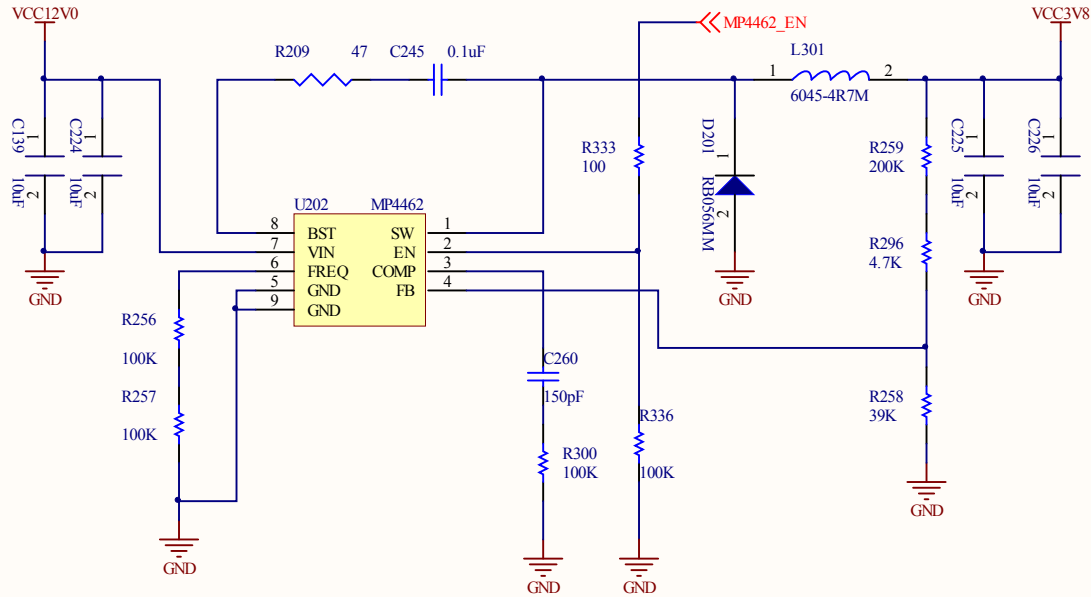 VCC12V0
MP4462_EN
VCC3V8
R209 47 C245 0.1uF
L301
1 2
6045-4R7M
C139 1 2 10uF
C224 1 2 10uF
D201 1 2 RB056MM
R333
100
R259
200K
C225 1 2 10uF
C226 1 2 10uF
U202 MP4462
8 BST SW 1
7 VIN EN 2
6 FREQ COMP 3
5 GND FB 4
9 GND
R296
4.7K
GND
GND
GND
R256
100K
R257
100K
C260
150pF
R258
39K
R336
100K
R300
100K
GND
GND
GND
GND